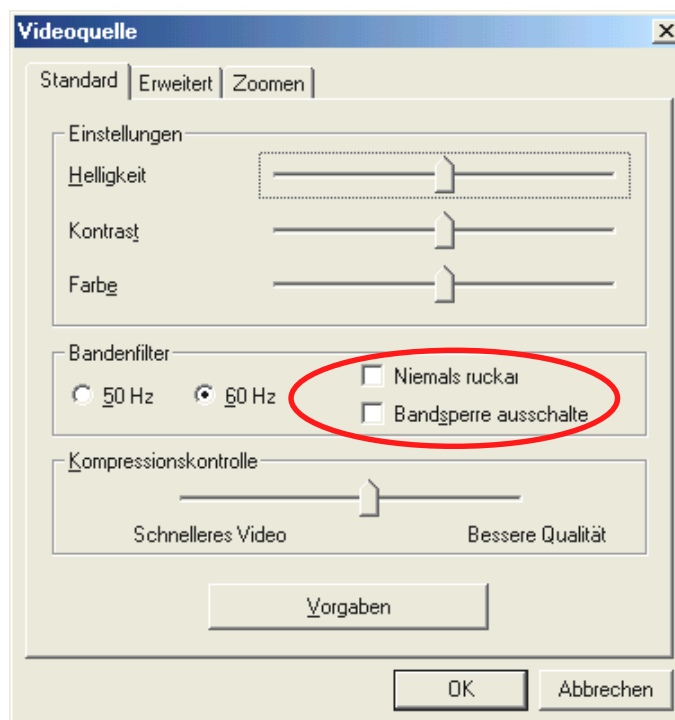 Videoquelle
Standard Erweitert Zoomen
Einstellungen
Helligkeit
Kontrast
Farbe
Bandenfilter
50 Hz 60 Hz Niemals ruckar
Bandsperre ausschalte
Kompressionskontrolle
Schnelleres Video Bessere Qualität
Vorgaben
OK Abbrechen